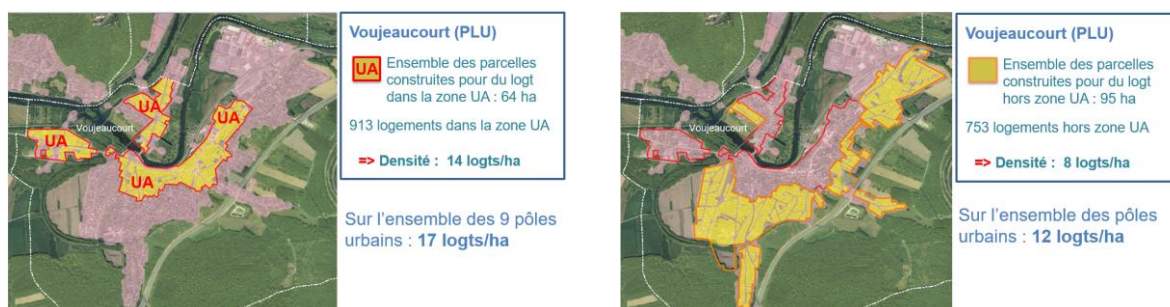 UA
UA
UA
UA
Voujeaucourt
Voujeaucourt (PLU)
UA
Ensemble des parcelles
construites pour du logt
dans la zone UA : 64 ha
913 logements dans la zone UA
=> Densité : 14 logts/ha
Sur l'ensemble des 9 pôles
urbains : 17 logts/ha
Voujeaucourt
Voujeaucourt (PLU)
Ensemble des parcelles
construites pour du logt
hors zone UA : 95 ha
753 logements hors zone UA
=> Densité : 8 logts/ha
Sur l'ensemble des pôles
urbains : 12 logts/ha